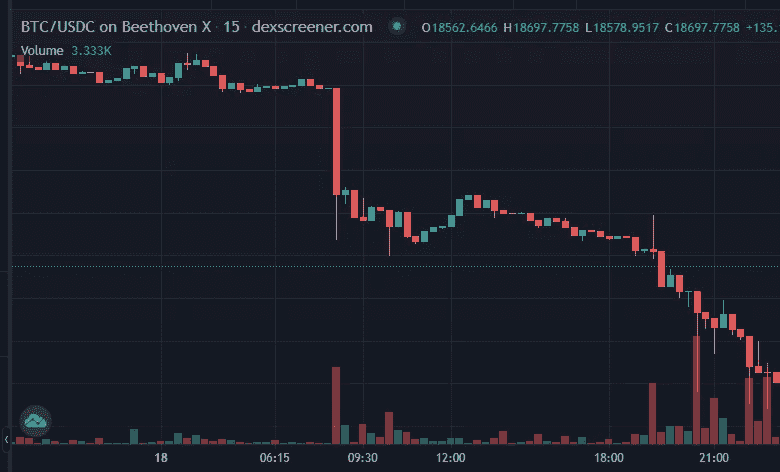 BTC/USDC on Beethoven X · 15 · dexscreener.com O18562.6466 H18697.7758 L18578.9517 C18697.7758 +135.
Volume 3.333K
18 06:15 09:30 12:00 18:00 21:00